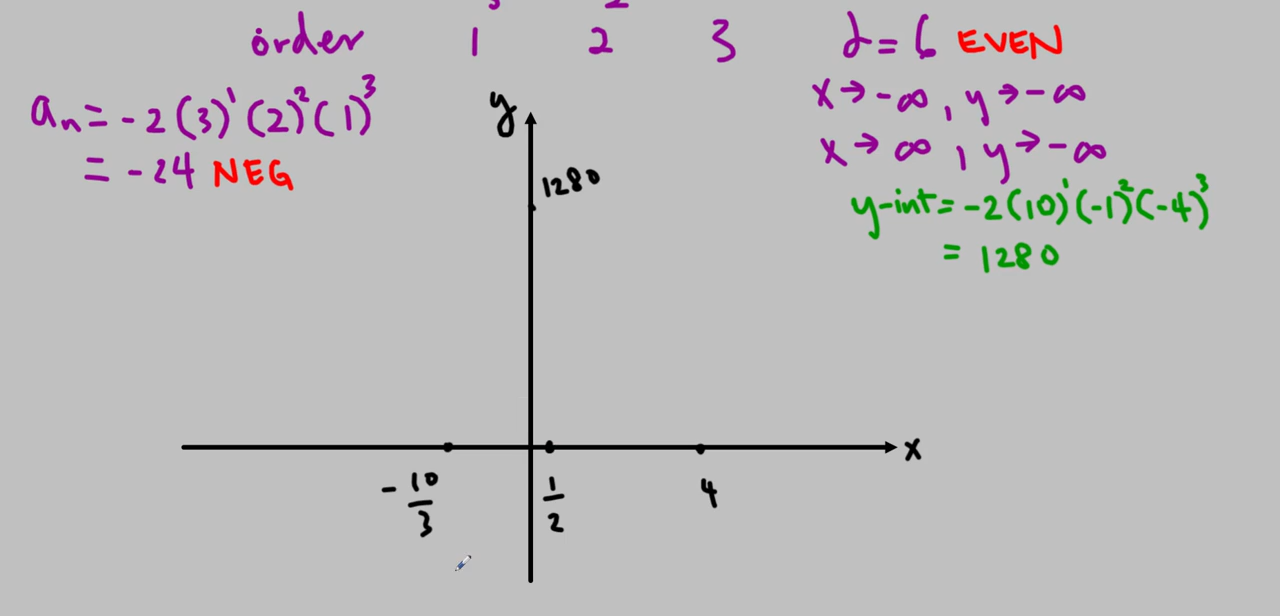 order 1 2 3 d = 6 EVEN
aₙ = -2(3)¹(2)²(1)³
= -24 NEG
x → -∞, y → -∞
x → ∞, y → -∞
y-int = -2(10)¹(-1)²(-4)³
= 1280
y
1280
x
-10/3 1/2 4